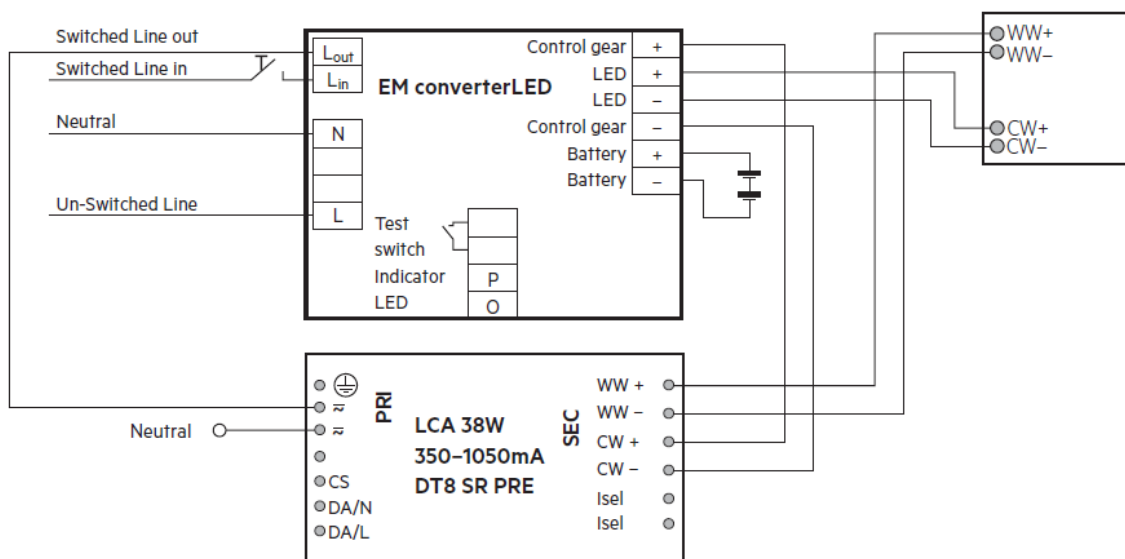 Switched Line out
Switched Line in
Neutral
Un-Switched Line
Lout
Lin
N
L
EM converterLED
Test
switch
Indicator P
LED O
Control gear +
LED +
LED –
Control gear –
Battery +
Battery –
WW+
WW–
CW+
CW–
Neutral
PRI
≂
≂
CS
DA/N
DA/L
LCA 38W
350–1050mA
DT8 SR PRE
SEC
WW +
WW –
CW +
CW –
Isel
Isel